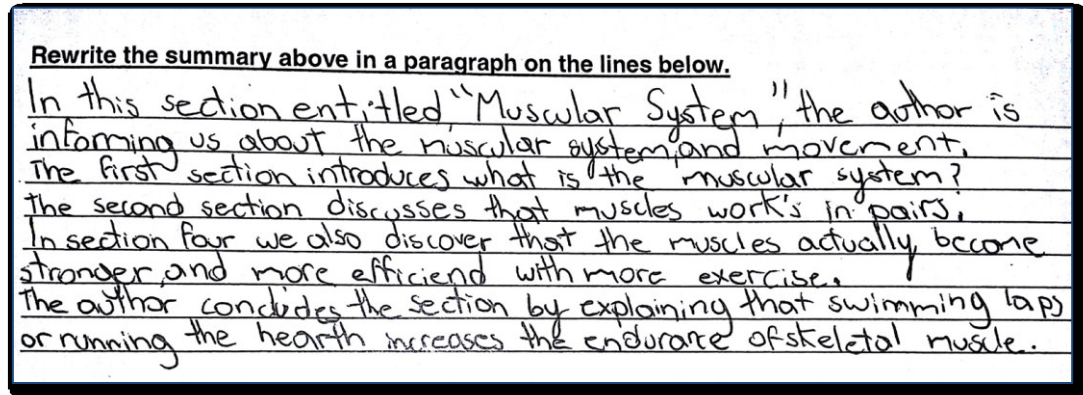 Rewrite the summary above in a paragraph on the lines below.
In this section entitled, "Muscular System," the author is
informing us about the muscular system, and movement.
The first section introduces what is the muscular system?
The second section discusses that muscles work's in pairs.
In section four we also discover that the muscles actually become
stronger, and more efficiend with more exercise.
The author concludes the section by explaining that swimming laps
or running the hearth increases the endurance of skeletal muscle.